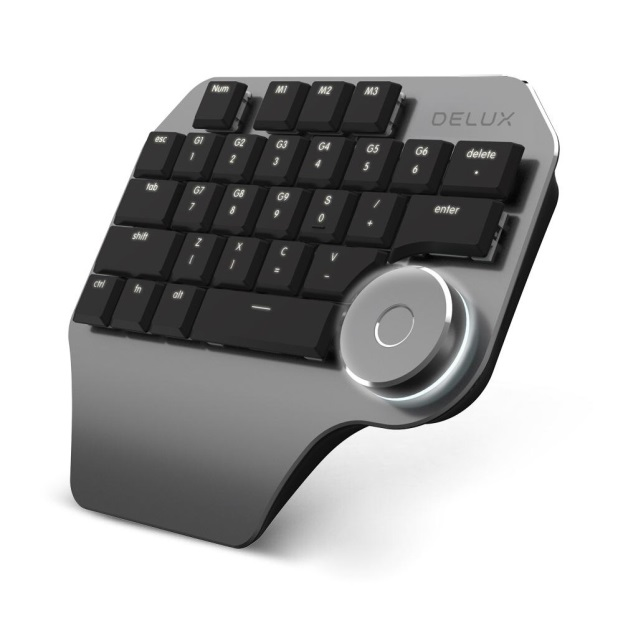 Num M1 M2 M3
DELUX
esc G1 G2 G3 G4 G5 G6 delete
1 2 3 4 5 6 .
tab G7 G8 G9 S / enter
7 8 9 0 +
shift Z X C V
[ ] = -
ctrl fn alt